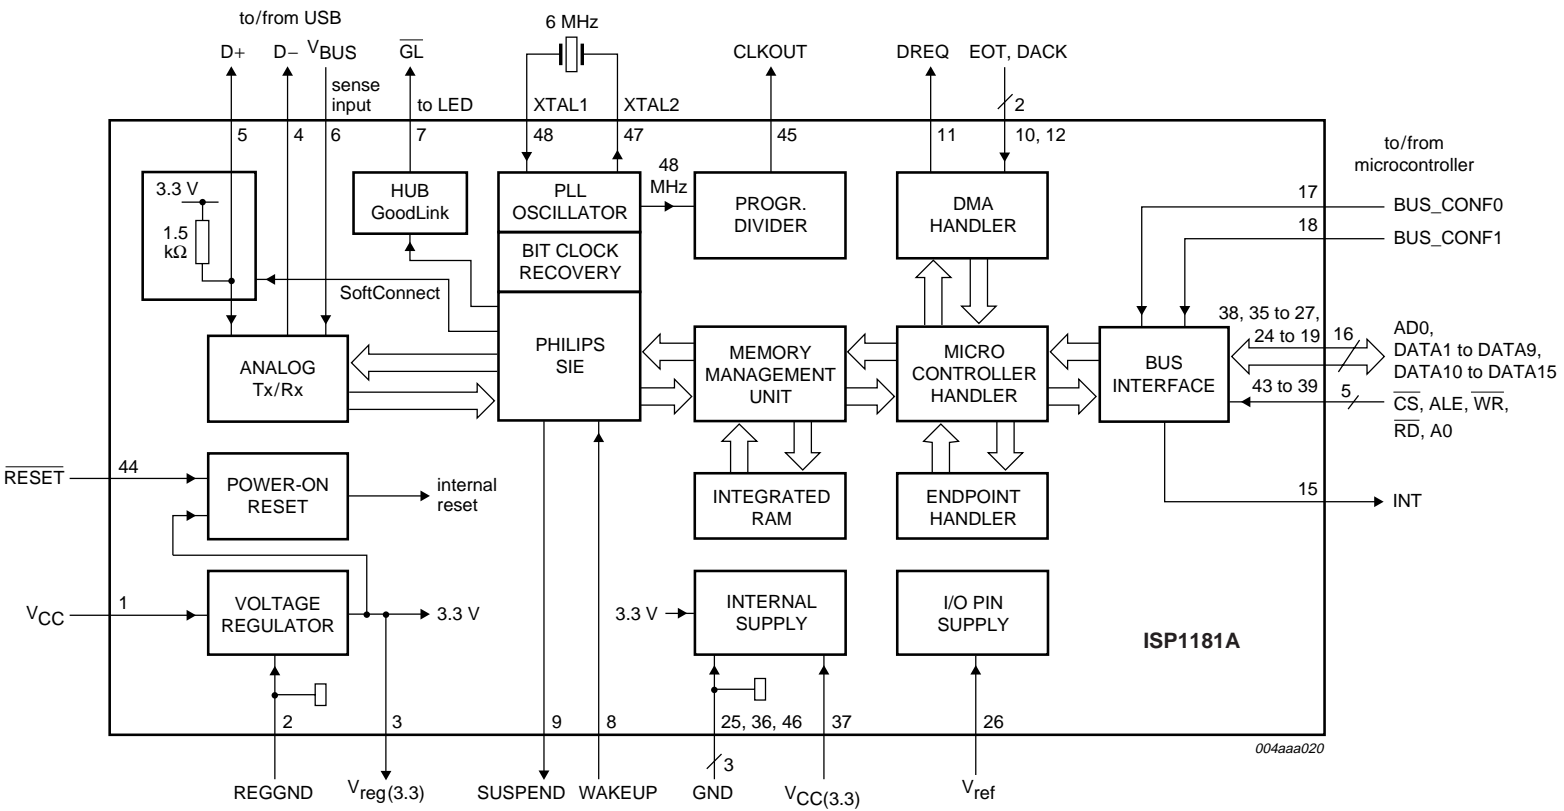 to/from USB
6 MHz
D+ D− VBUS GL CLKOUT DREQ EOT, DACK
sense
input
to LED
XTAL1 XTAL2
2
5 4 6 7 48 47 45 11 10, 12
to/from
microcontroller
3.3 V
1.5
kΩ
HUB
GoodLink
PLL
OSCILLATOR
48
MHz
PROGR.
DIVIDER
DMA
HANDLER
17
BUS_CONF0
18
BUS_CONF1
BIT CLOCK
RECOVERY
SoftConnect
ANALOG
Tx/Rx
PHILIPS
SIE
MEMORY
MANAGEMENT
UNIT
MICRO
CONTROLLER
HANDLER
BUS
INTERFACE
38, 35 to 27,
24 to 19
16
AD0,
DATA1 to DATA9,
DATA10 to DATA15
43 to 39
5
CS, ALE, WR,
RD, A0
RESET
44
POWER-ON
RESET
internal
reset
INTEGRATED
RAM
ENDPOINT
HANDLER
15
INT
VCC
1
VOLTAGE
REGULATOR
3.3 V
3.3 V
INTERNAL
SUPPLY
I/O PIN
SUPPLY
ISP1181A
2 3 9 8 25, 36, 46 37 26
004aaa020
3
REGGND Vreg(3.3) SUSPEND WAKEUP GND VCC(3.3) Vref